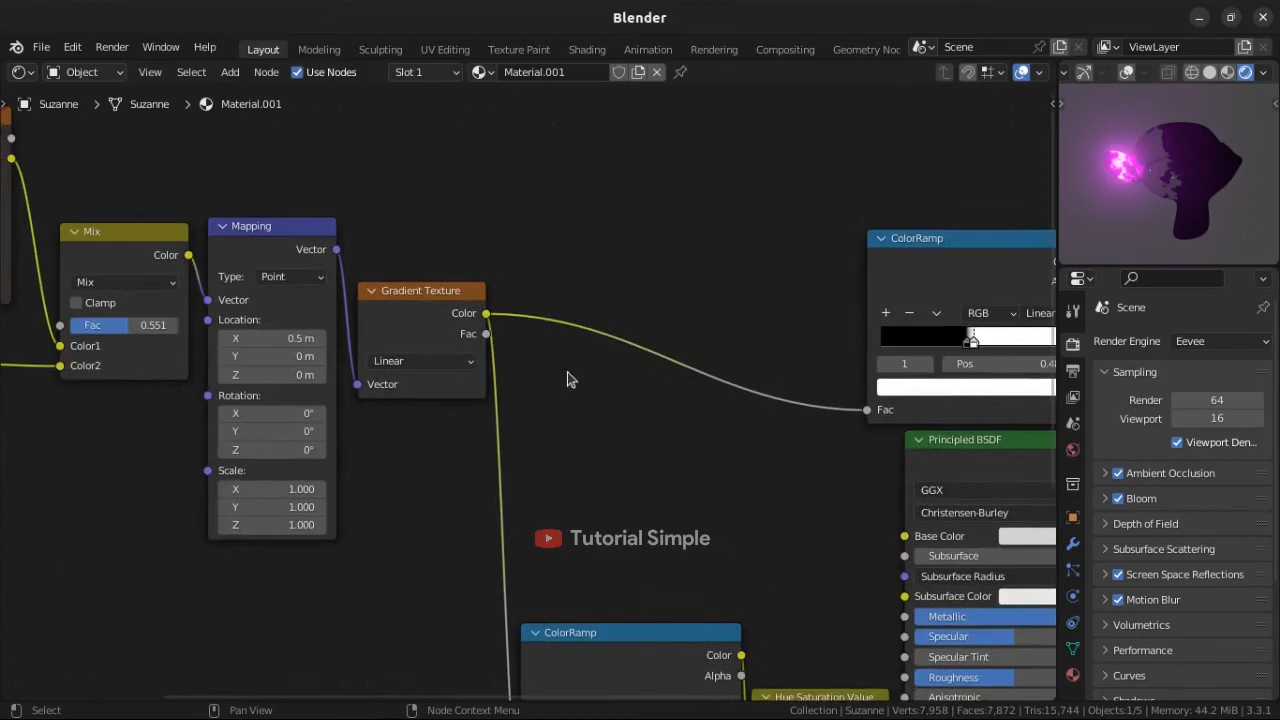 Blender
File Edit Render Window Help Layout Modeling Sculpting UV Editing Texture Paint Shading Animation Rendering Compositing Geometry Noc Scene ViewLayer
Object View Select Add Node Use Nodes Slot 1 Material.001
Suzanne Suzanne Material.001
Mix
Color
Mix
Clamp
Fac 0.551
Color1
Color2
Mapping
Vector
Type: Point
Vector
Location:
X 0.5 m
Y 0 m
Z 0 m
Rotation:
X 0°
Y 0°
Z 0°
Scale:
X 1.000
Y 1.000
Z 1.000
Gradient Texture
Color
Fac
Linear
Vector
ColorRamp
RGB Linear
1 Pos 0.48
Fac
Principled BSDF
GGX
Christensen-Burley
Base Color
Subsurface
Subsurface Radius
Subsurface Color
Metallic
Specular
Specular Tint
Roughness
Anisotropic
Tutorial Simple
ColorRamp
Color
Alpha
Hue Saturation Value
Scene
Render Engine Eevee
Sampling
Render 64
Viewport 16
Viewport Den...
Ambient Occlusion
Bloom
Depth of Field
Subsurface Scattering
Screen Space Reflections
Motion Blur
Volumetrics
Performance
Curves
Select Pan View Node Context Menu Collection | Suzanne | Verts:7,958 | Faces:7,872 | Tris:15,744 | Objects:1/5 | Memory: 44.2 MiB | 3.3.1